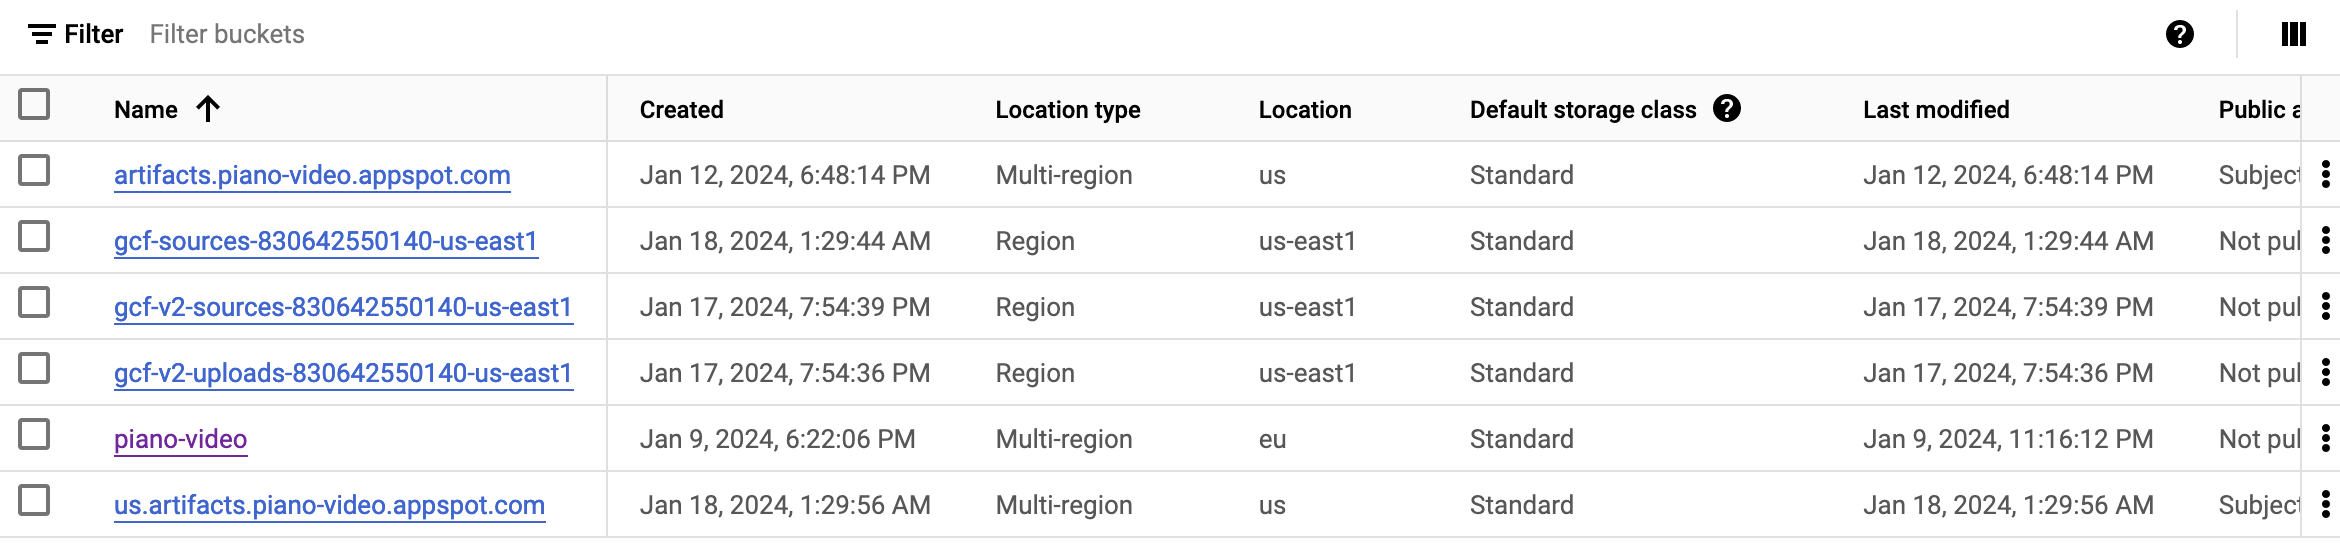 Filter Filter buckets
Name Created Location type Location Default storage class Last modified Public a
artifacts.piano-video.appspot.com Jan 12, 2024, 6:48:14 PM Multi-region us Standard Jan 12, 2024, 6:48:14 PM Subject
gcf-sources-830642550140-us-east1 Jan 18, 2024, 1:29:44 AM Region us-east1 Standard Jan 18, 2024, 1:29:44 AM Not pul
gcf-v2-sources-830642550140-us-east1 Jan 17, 2024, 7:54:39 PM Region us-east1 Standard Jan 17, 2024, 7:54:39 PM Not pul
gcf-v2-uploads-830642550140-us-east1 Jan 17, 2024, 7:54:36 PM Region us-east1 Standard Jan 17, 2024, 7:54:36 PM Not pul
piano-video Jan 9, 2024, 6:22:06 PM Multi-region eu Standard Jan 9, 2024, 11:16:12 PM Not pul
us.artifacts.piano-video.appspot.com Jan 18, 2024, 1:29:56 AM Multi-region us Standard Jan 18, 2024, 1:29:56 AM Subject